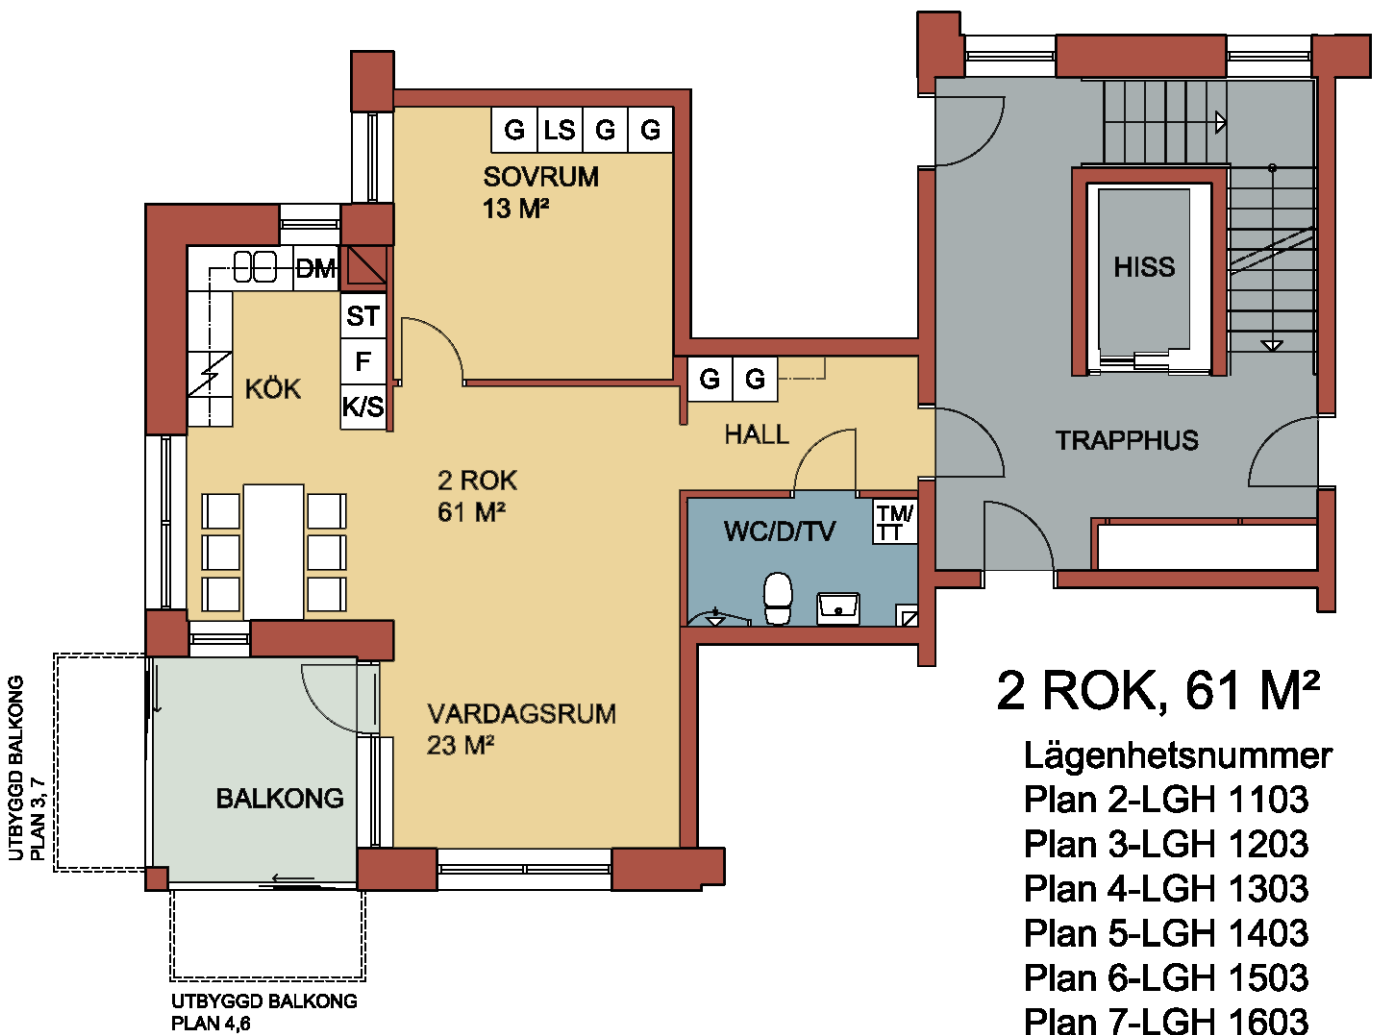 G LS G G
SOVRUM
13 M²
DM
ST
F
K/S
KÖK
G G
HALL
2 ROK
61 M²
WC/D/TV
TM/
TT
HISS
TRAPPHUS
VARDAGSRUM
23 M²
BALKONG
UTBYGGD BALKONG
PLAN 3, 7
UTBYGGD BALKONG
PLAN 4,6
2 ROK, 61 M²
Lägenhetsnummer
Plan 2-LGH 1103
Plan 3-LGH 1203
Plan 4-LGH 1303
Plan 5-LGH 1403
Plan 6-LGH 1503
Plan 7-LGH 1603